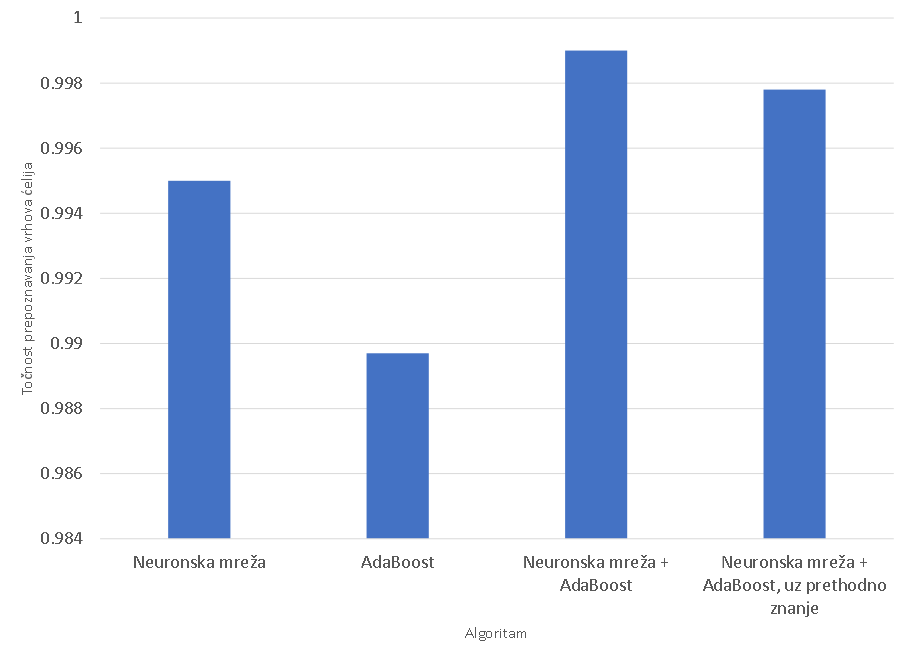 Točnost prepoznavanja vrhova ćelija
1
0.998
0.996
0.994
0.992
0.99
0.988
0.986
0.984
Neuronska mreža
AdaBoost
Neuronska mreža +
AdaBoost
Neuronska mreža +
AdaBoost, uz prethodno
znanje
Algoritam